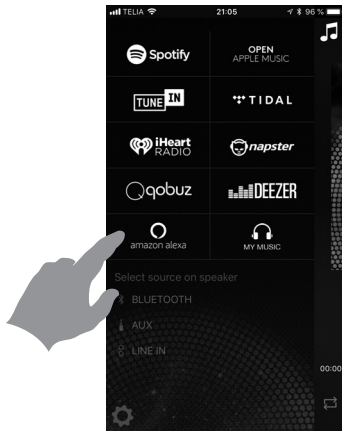 TELIA 21:05 96 %
Spotify
OPEN
APPLE MUSIC
TUNE IN
TIDAL
iHeart
RADIO
napster
qobuz
DEEZER
amazon alexa
MY MUSIC
Select source on speaker
BLUETOOTH
AUX
LINE IN
00:00